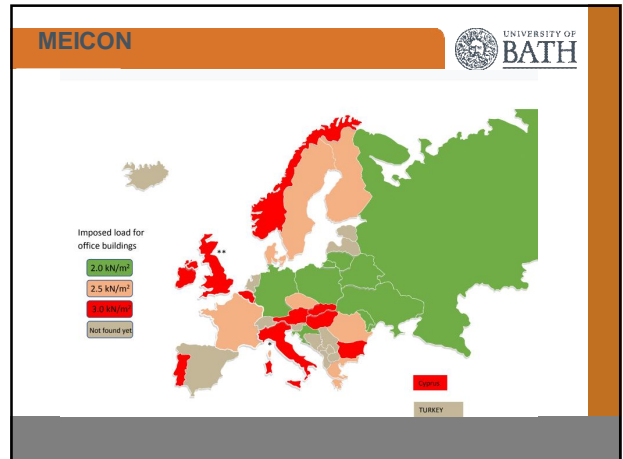 MEICON
UNIVERSITY OF
BATH
**
Imposed load for
office buildings
2.0 kN/m²
2.5 kN/m²
3.0 kN/m²
Not found yet
*
Cyprus
TURKEY